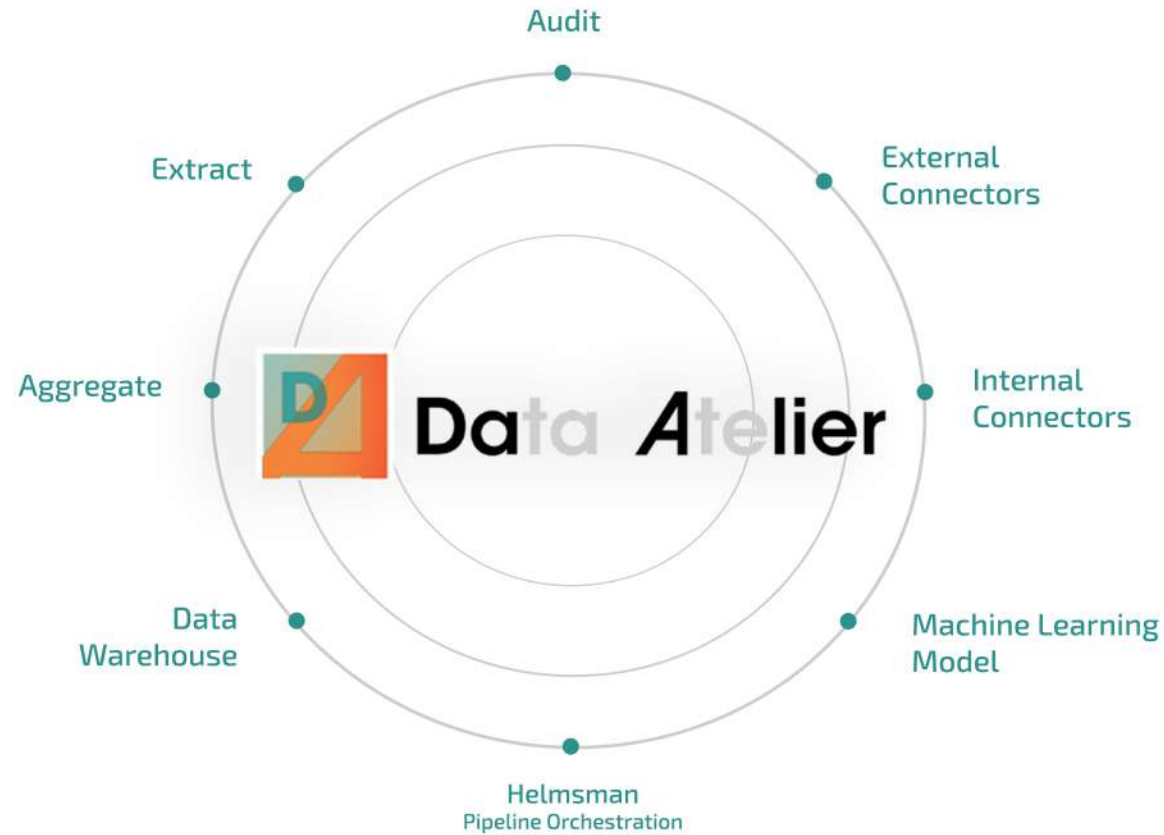 Audit
Extract
External
Connectors
Aggregate
D
Data Atelier
Internal
Connectors
Data
Warehouse
Machine Learning
Model
Helmsman
Pipeline Orchestration